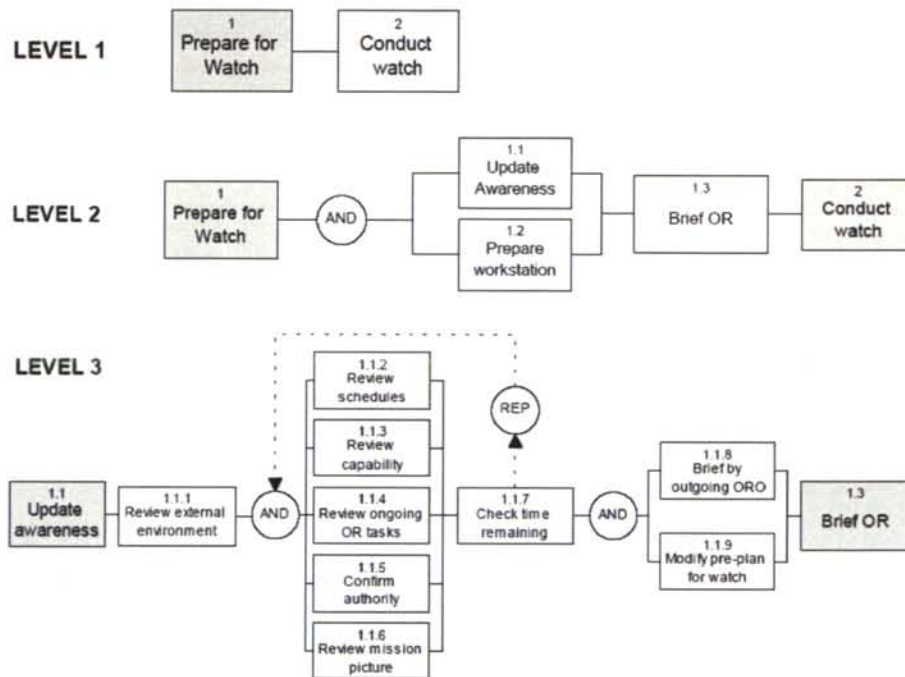 LEVEL 1
1
Prepare for
Watch
2
Conduct
watch
LEVEL 2
1
Prepare for
Watch
AND
1.1
Update
Awareness
1.2
Prepare
workstation
1.3
Brief OR
2
Conduct
watch
LEVEL 3
1.1
Update
awareness
1.1.1
Review external
environment
AND
1.1.2
Review
schedules
1.1.3
Review
capability
1.1.4
Review ongoing
OR tasks
1.1.5
Confirm
authority
1.1.6
Review mission
picture
REP
1.1.7
Check time
remaining
AND
1.1.8
Brief by
outgoing ORO
1.1.9
Modify pre-plan
for watch
1.3
Brief OR